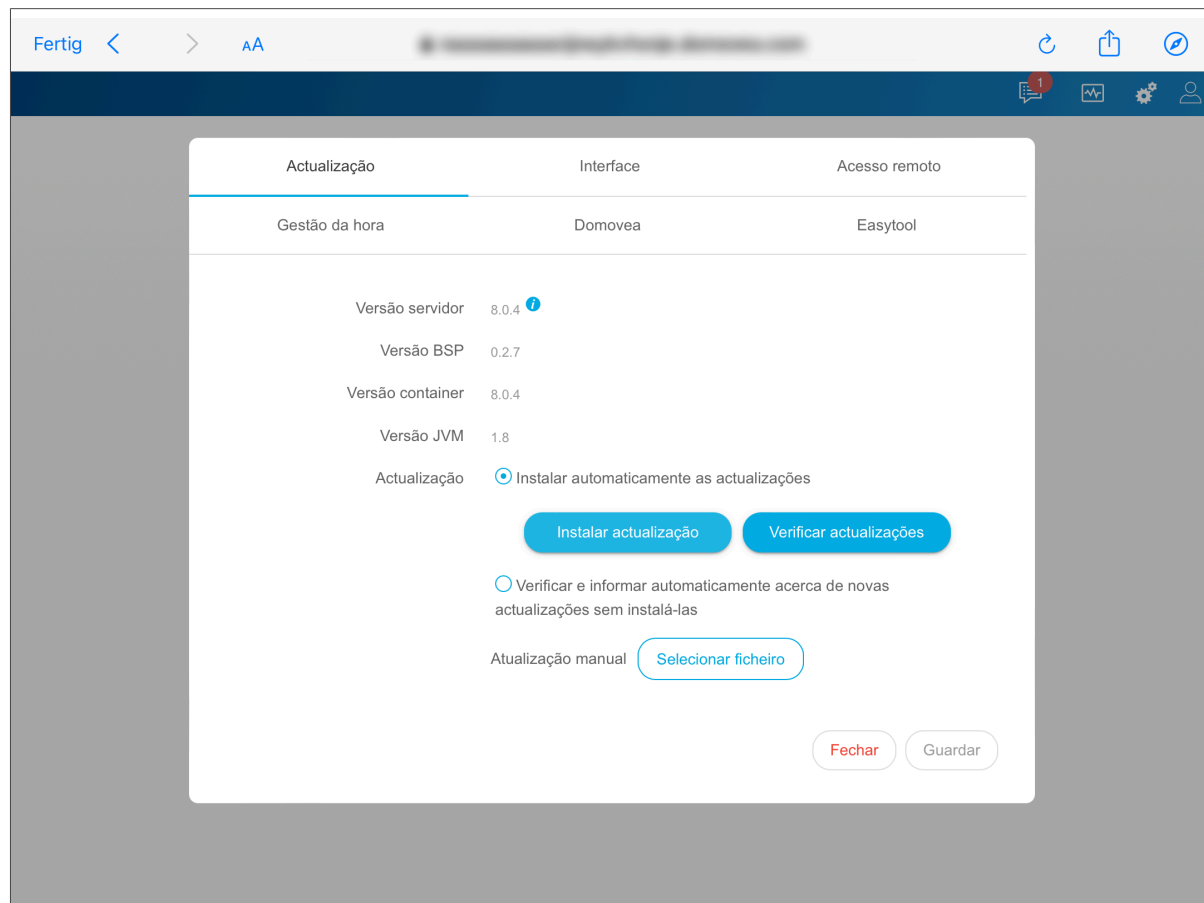 Fertig
AA
1
Actualização Interface Acesso remoto
Gestão da hora Domovea Easytool
Versão servidor 8.0.4 i
Versão BSP 0.2.7
Versão container 8.0.4
Versão JVM 1.8
Actualização Instalar automaticamente as actualizações
Instalar actualização Verificar actualizações
Verificar e informar automaticamente acerca de novas
actualizações sem instalá-las
Atualização manual Selecionar ficheiro
Fechar Guardar